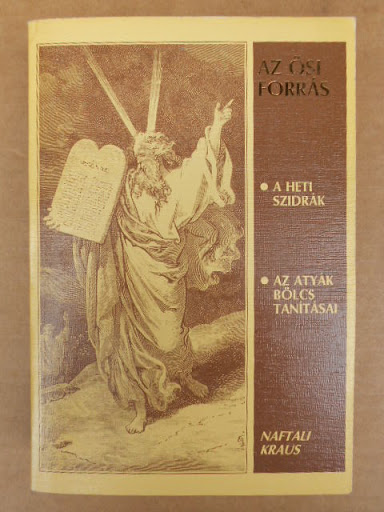 AZ ŐSI
FORRÁS
• A HETI
SZIDRÁK
• AZ ATYÁK
BÖLCS
TANÍTÁSAI
NAFTALI
KRAUS